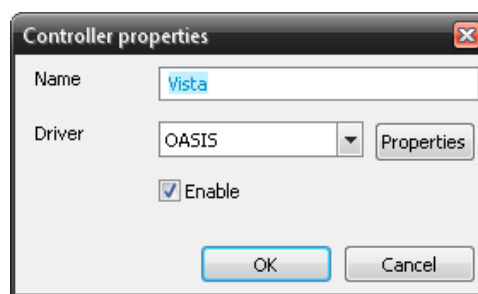 Controller properties
Name Vista
Driver OASIS Properties
Enable
OK Cancel